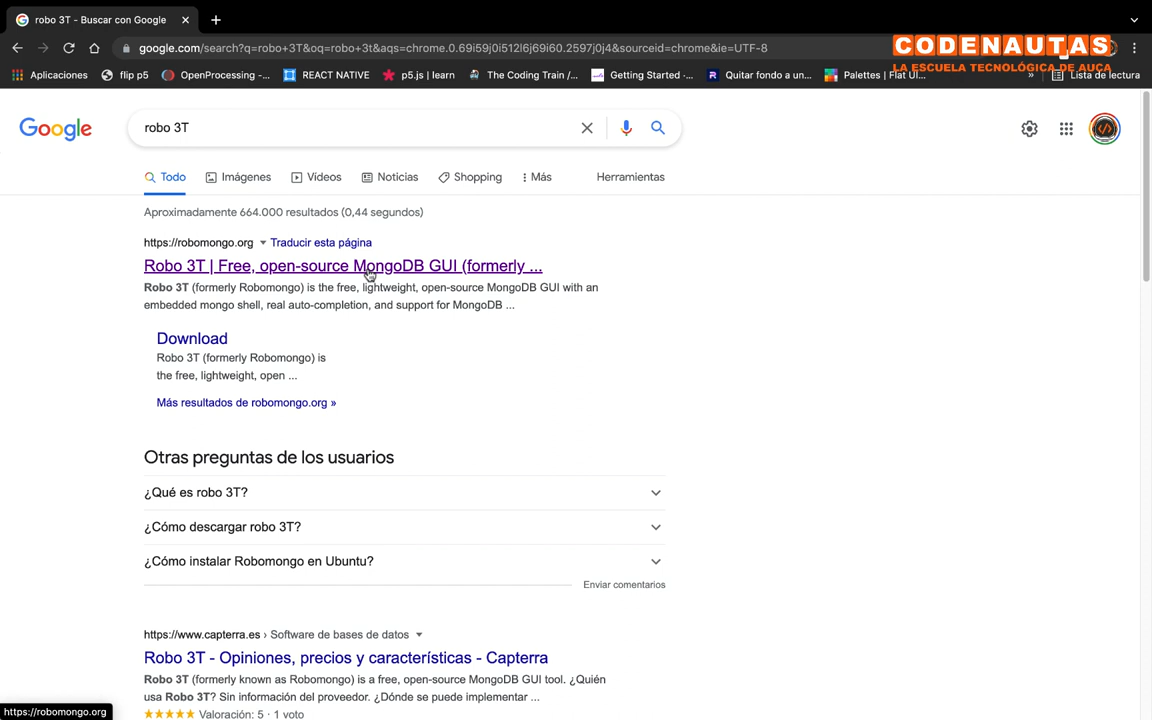 robo 3T - Buscar con Google
google.com/search?q=robo+3T&oq=robo+3t&aqs=chrome.0.69i59j0i512l6j69i60.2597j0j4&sourceid=chrome&ie=UTF-8
CODENAUTAS
LA ESCUELA TECNOLÓGICA DE AUCA
Aplicaciones
flip p5
OpenProcessing -...
REACT NATIVE
p5.js | learn
The Coding Train /...
Getting Started -...
Quitar fondo a un...
Palettes | Flat UI...
»
Lista de lectura
Google
robo 3T
Todo
Imágenes
Vídeos
Noticias
Shopping
Más
Herramientas
Aproximadamente 664.000 resultados (0,44 segundos)
https://robomongo.org
Traducir esta página
Robo 3T | Free, open-source MongoDB GUI (formerly ...
Robo 3T (formerly Robomongo) is the free, lightweight, open-source MongoDB GUI with an
embedded mongo shell, real auto-completion, and support for MongoDB ...
Download
Robo 3T (formerly Robomongo) is
the free, lightweight, open ...
Más resultados de robomongo.org »
Otras preguntas de los usuarios
¿Qué es robo 3T?
¿Cómo descargar robo 3T?
¿Cómo instalar Robomongo en Ubuntu?
Enviar comentarios
https://www.capterra.es › Software de bases de datos
Robo 3T - Opiniones, precios y características - Capterra
Robo 3T (formerly known as Robomongo) is a free, open-source MongoDB GUI tool. ¿Quién
usa Robo 3T? Sin información del proveedor. ¿Dónde se puede implementar ...
Valoración: 5 · 1 voto
https://robomongo.org